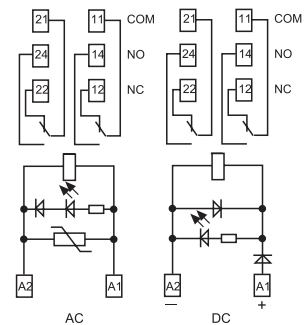 21 11 COM 21 11 COM
24 14 NO 24 14 NO
22 12 NC 22 12 NC
A2 A1 A2 A1
— +
AC DC